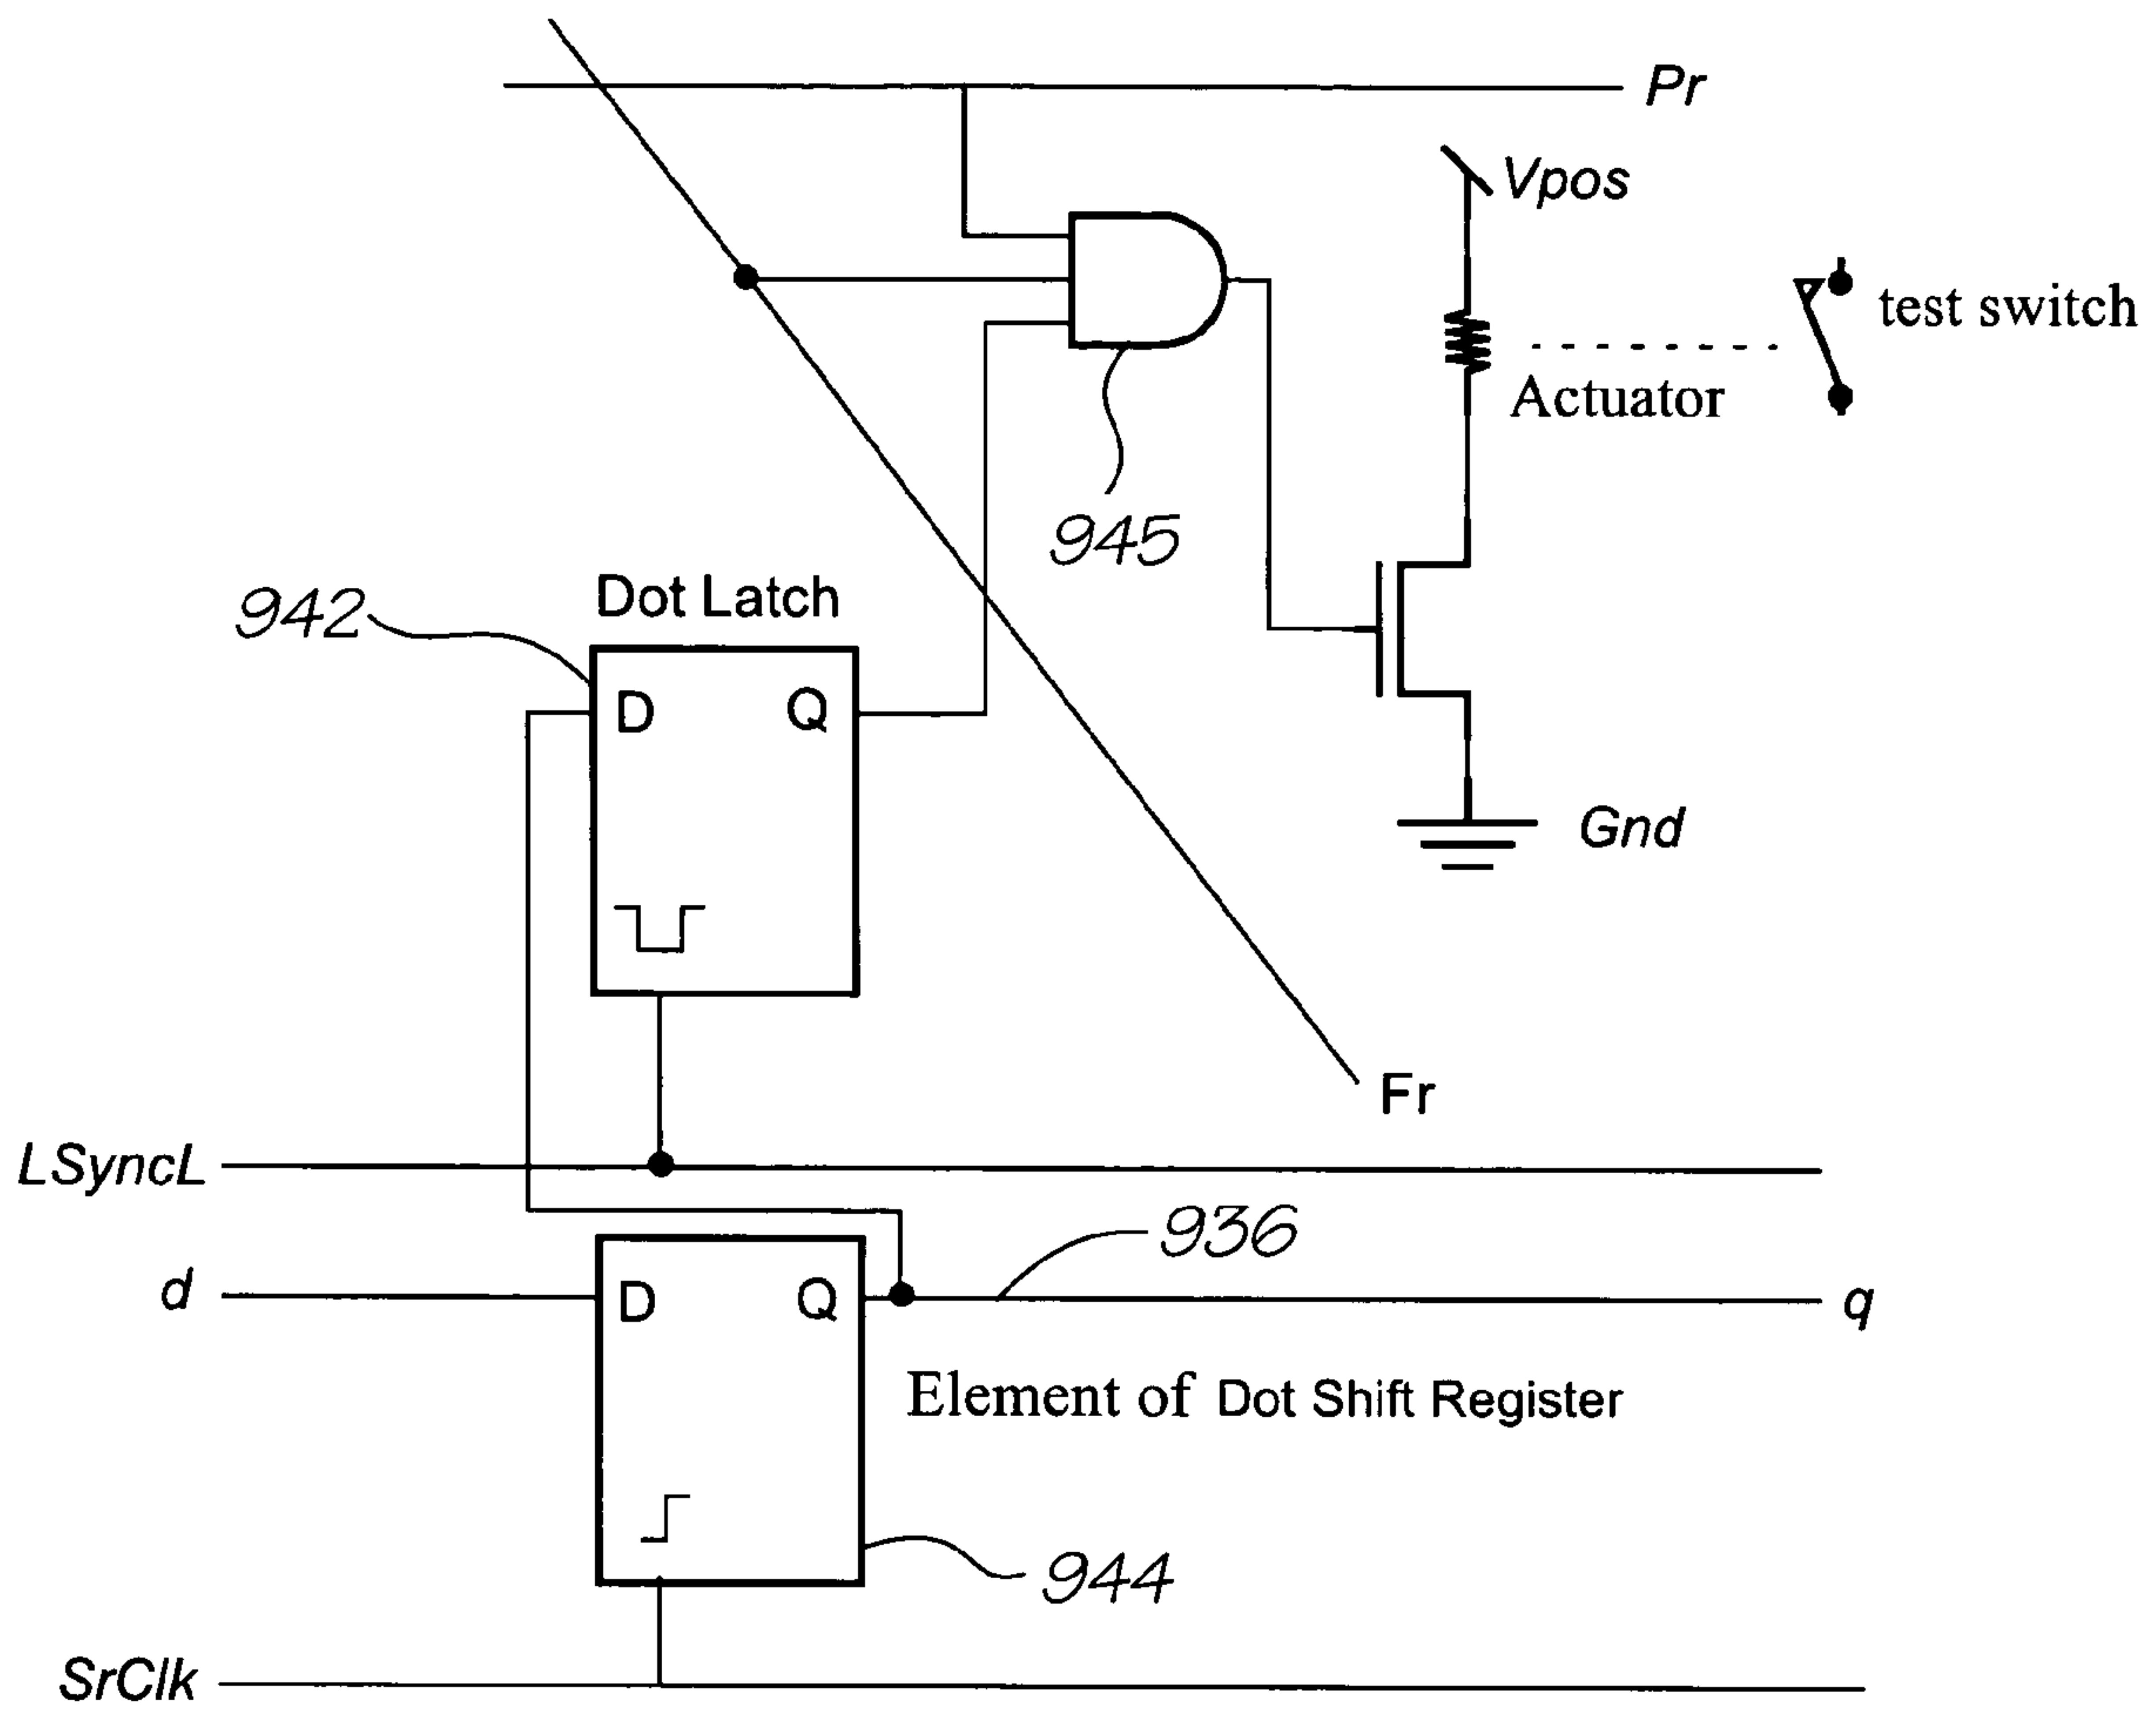 Pr
Vpos
test switch
Actuator
945
942
Dot Latch
D Q
Gnd
Fr
LSyncL
936
d
D Q
q
Element of Dot Shift Register
944
SrClk